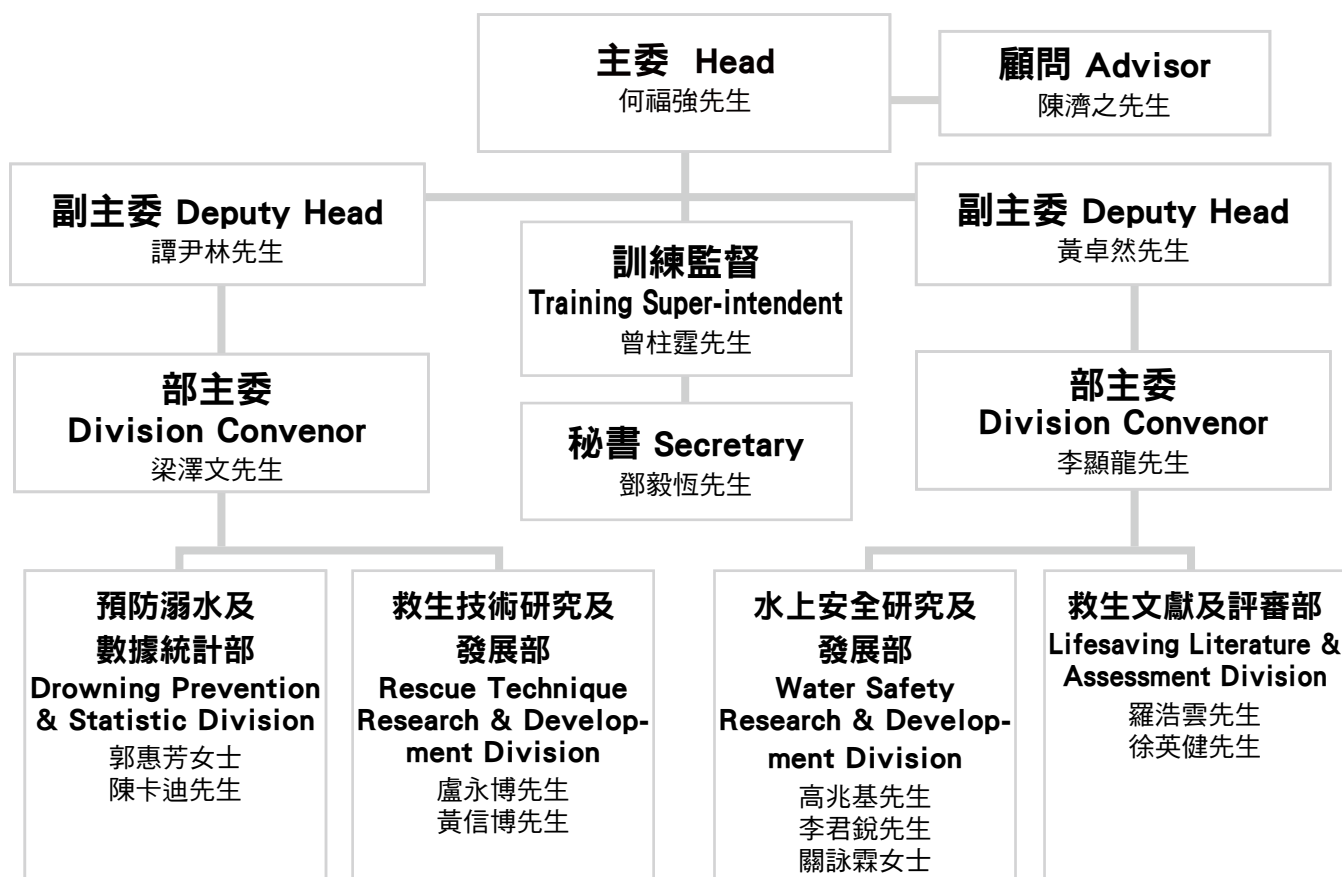 主委 Head
何福強先生
顧問 Advisor
陳濟之先生
副主委 Deputy Head
譚尹林先生
訓練監督
Training Super-intendent
曾柱霆先生
副主委 Deputy Head
黃卓然先生
部主委
Division Convenor
梁澤文先生
秘書 Secretary
鄧毅恆先生
部主委
Division Convenor
李顯龍先生
預防溺水及
數據統計部
Drowning Prevention
& Statistic Division
郭惠芳女士
陳卡迪先生
救生技術研究及
發展部
Rescue Technique
Research & Develop-
ment Division
盧永博先生
黃信博先生
水上安全研究及
發展部
Water Safety
Research & Develop-
ment Division
高兆基先生
李君銳先生
關詠霖女士
救生文獻及評審部
Lifesaving Literature &
Assessment Division
羅浩雲先生
徐英健先生